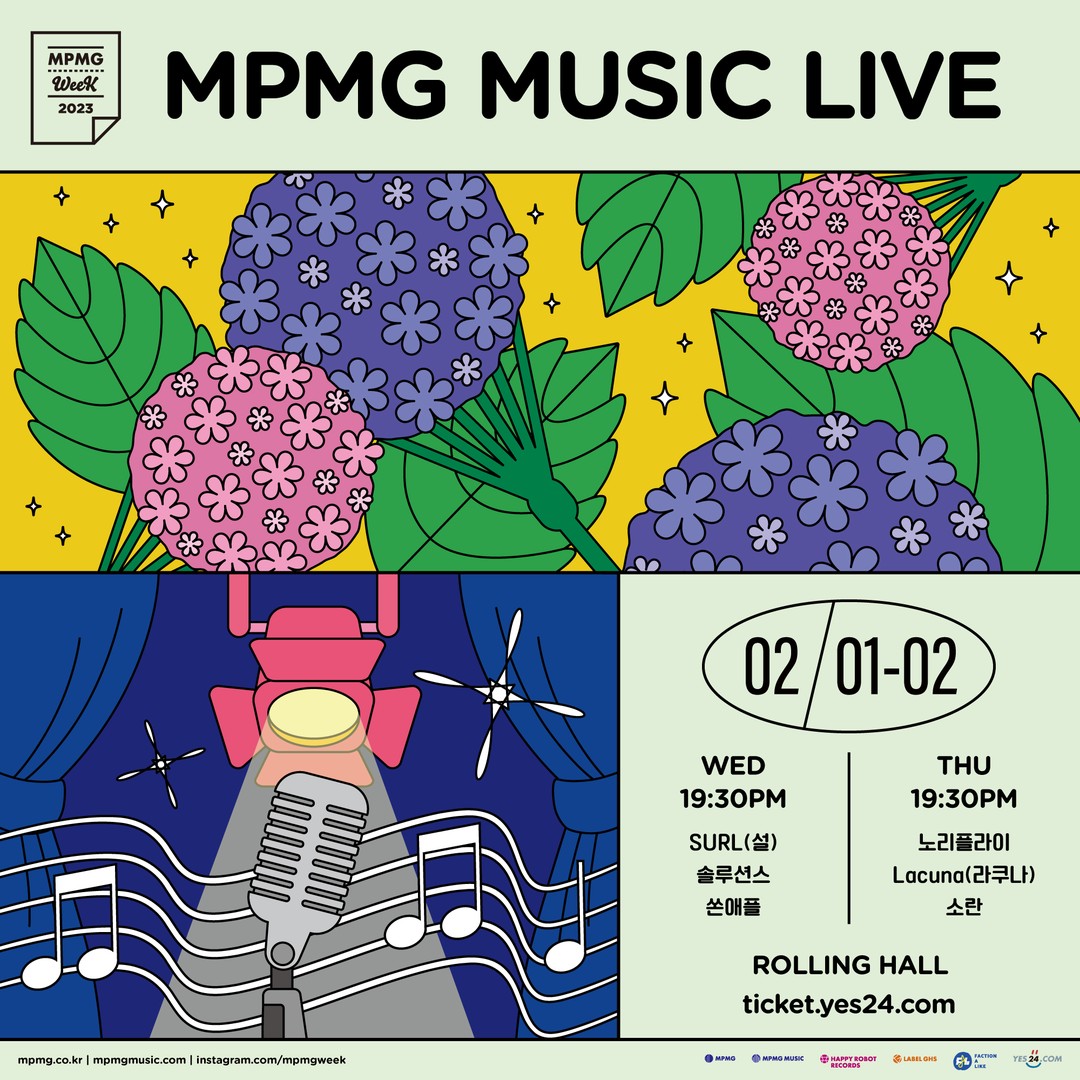 MPMG
WeeK
2023
MPMG MUSIC LIVE
02/01-02
WED
19:30PM
SURL(설)
솔루션스
쏜애플
THU
19:30PM
노리플라이
Lacuna(라쿠나)
소란
ROLLING HALL
ticket.yes24.com
mpmg.co.kr | mpmgmusic.com | instagram.com/mpmgweek
MPMG
MPMG MUSIC
HAPPY ROBOT
RECORDS
LABEL GHS
FACTION
A
LIKE
YES24.COM